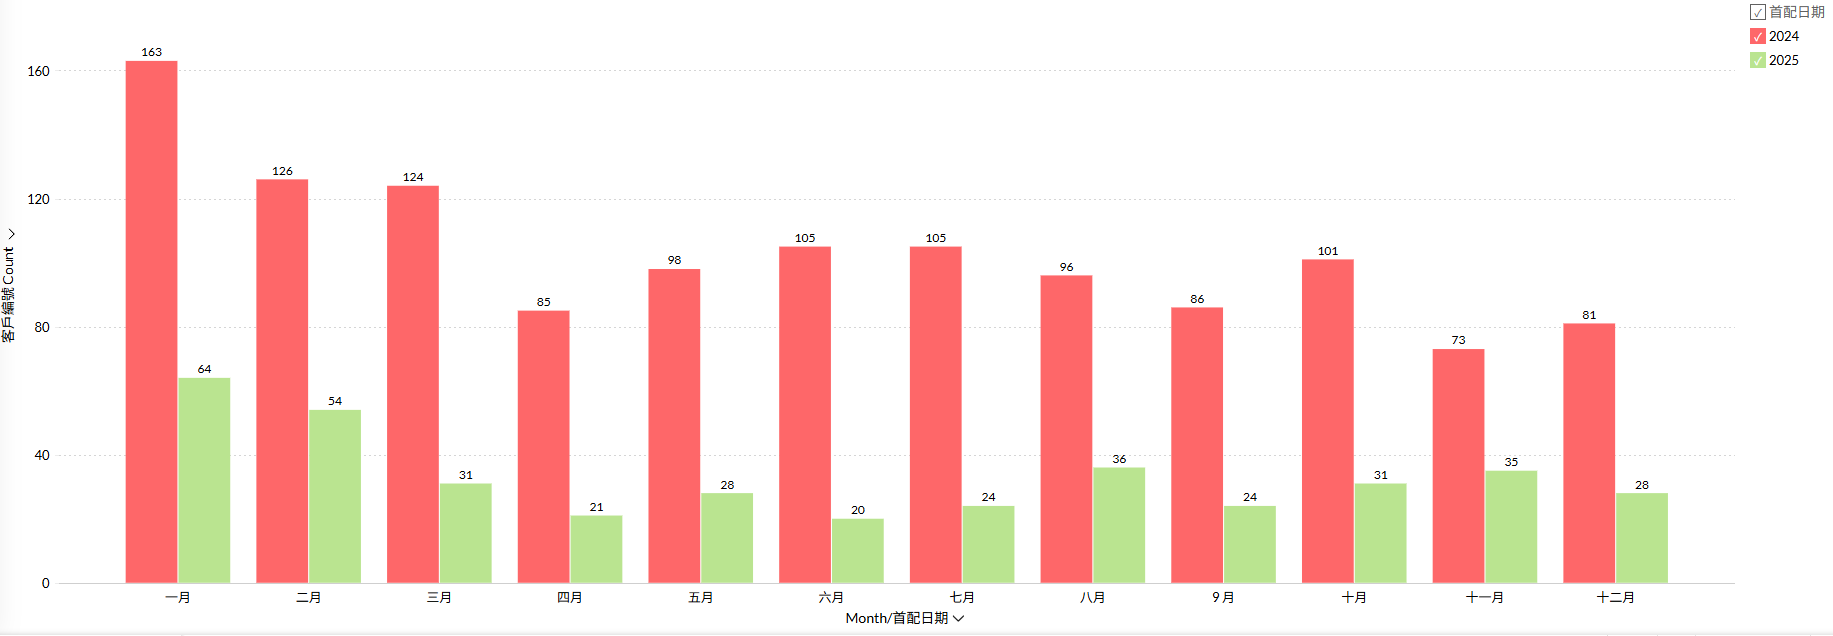 首配日期
2024
2025
客戶編號 Count
160
120
80
40
0
163
64
126
54
124
31
85
21
98
28
105
20
105
24
96
36
86
24
101
31
73
35
81
28
一月
二月
三月
四月
五月
六月
七月
八月
9 月
十月
十一月
十二月
Month/首配日期